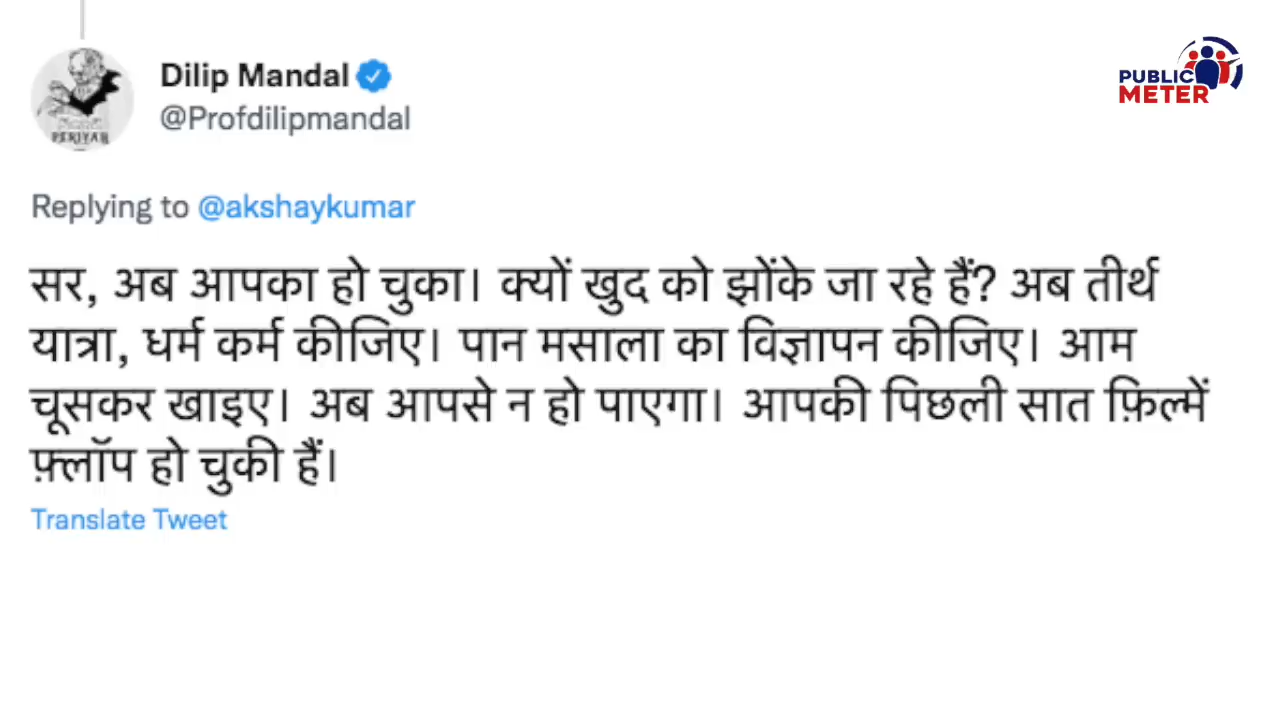 Dilip Mandal
@Profdilipmandal
PUBLIC
METER
PERIYAR
Replying to @akshaykumar
सर, अब आपका हो चुका। क्यों खुद को झोंके जा रहे हैं? अब तीर्थ
यात्रा, धर्म कर्म कीजिए। पान मसाला का विज्ञापन कीजिए। आम
चूसकर खाइए। अब आपसे न हो पाएगा। आपकी पिछली सात फ़िल्में
फ़्लॉप हो चुकी हैं।
Translate Tweet